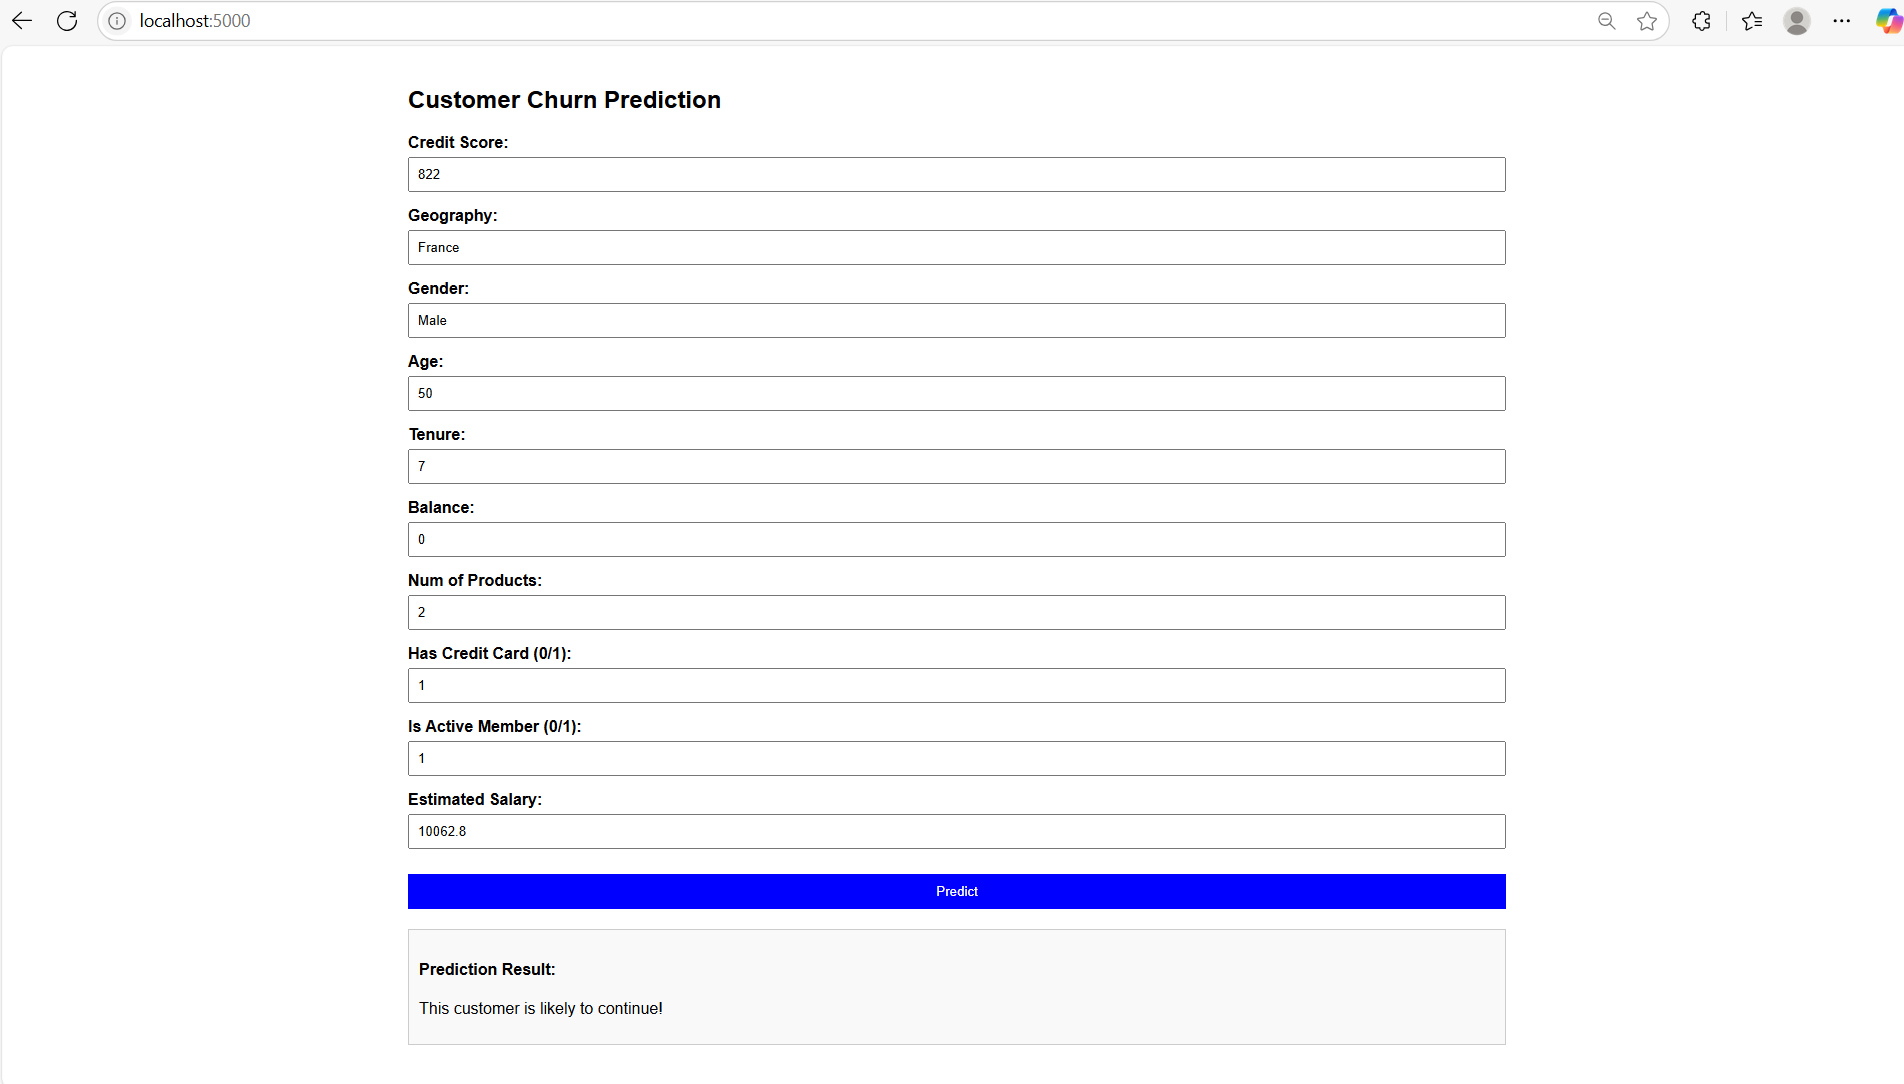 localhost:5000
Customer Churn Prediction
Credit Score:
822
Geography:
France
Gender:
Male
Age:
50
Tenure:
7
Balance:
0
Num of Products:
2
Has Credit Card (0/1):
1
Is Active Member (0/1):
1
Estimated Salary:
10062.8
Predict
Prediction Result:
This customer is likely to continue!